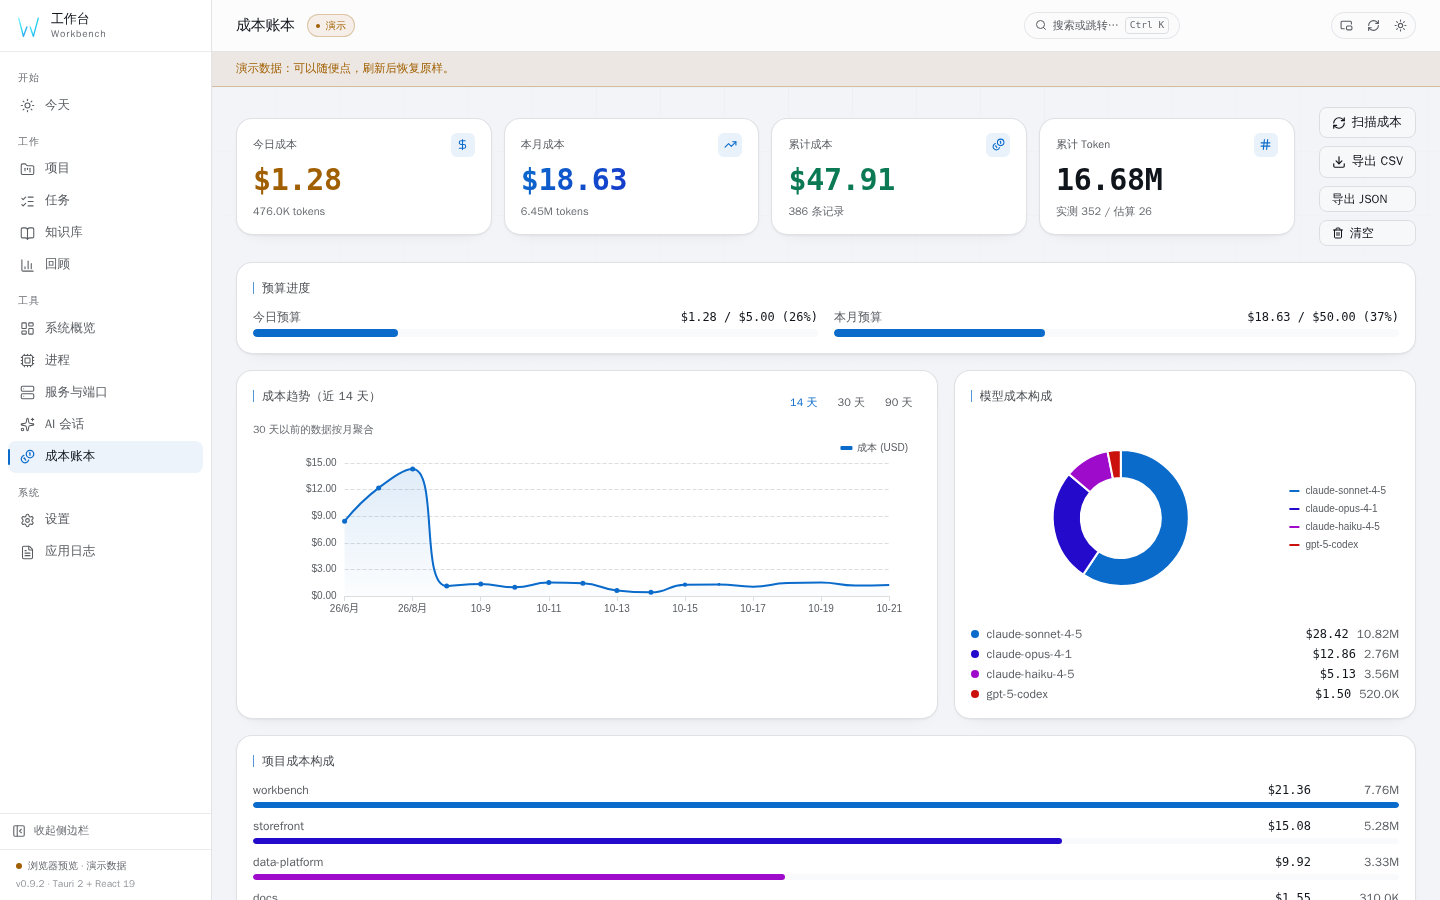 工作台
Workbench
开始
今天
工作
项目
任务
知识库
回顾
工具
系统概览
进程
服务与端口
AI 会话
成本账本
系统
设置
应用日志
收起侧边栏
浏览器预览 · 演示数据
v0.9.2 · Tauri 2 + React 19
成本账本
演示
搜索或跳转… Ctrl K
演示数据：可以随便点，刷新后恢复原样。
今日成本
$1.28
476.0K tokens
本月成本
$18.63
6.45M tokens
累计成本
$47.91
386 条记录
累计 Token
16.68M
实测 352 / 估算 26
扫描成本
导出 CSV
导出 JSON
清空
预算进度
今日预算 $1.28 / $5.00 (26%)
本月预算 $18.63 / $50.00 (37%)
成本趋势（近 14 天）
14 天 30 天 90 天
30 天以前的数据按月聚合
成本 (USD)
$15.00
$12.00
$9.00
$6.00
$3.00
$0.00
26/6月 26/8月 10-9 10-11 10-13 10-15 10-17 10-19 10-21
模型成本构成
claude-sonnet-4-5
claude-opus-4-1
claude-haiku-4-5
gpt-5-codex
claude-sonnet-4-5 $28.42 10.82M
claude-opus-4-1 $12.86 2.76M
claude-haiku-4-5 $5.13 3.56M
gpt-5-codex $1.50 520.0K
项目成本构成
workbench $21.36 7.76M
storefront $15.08 5.28M
data-platform $9.92 3.33M
docs $1.55 310.0K